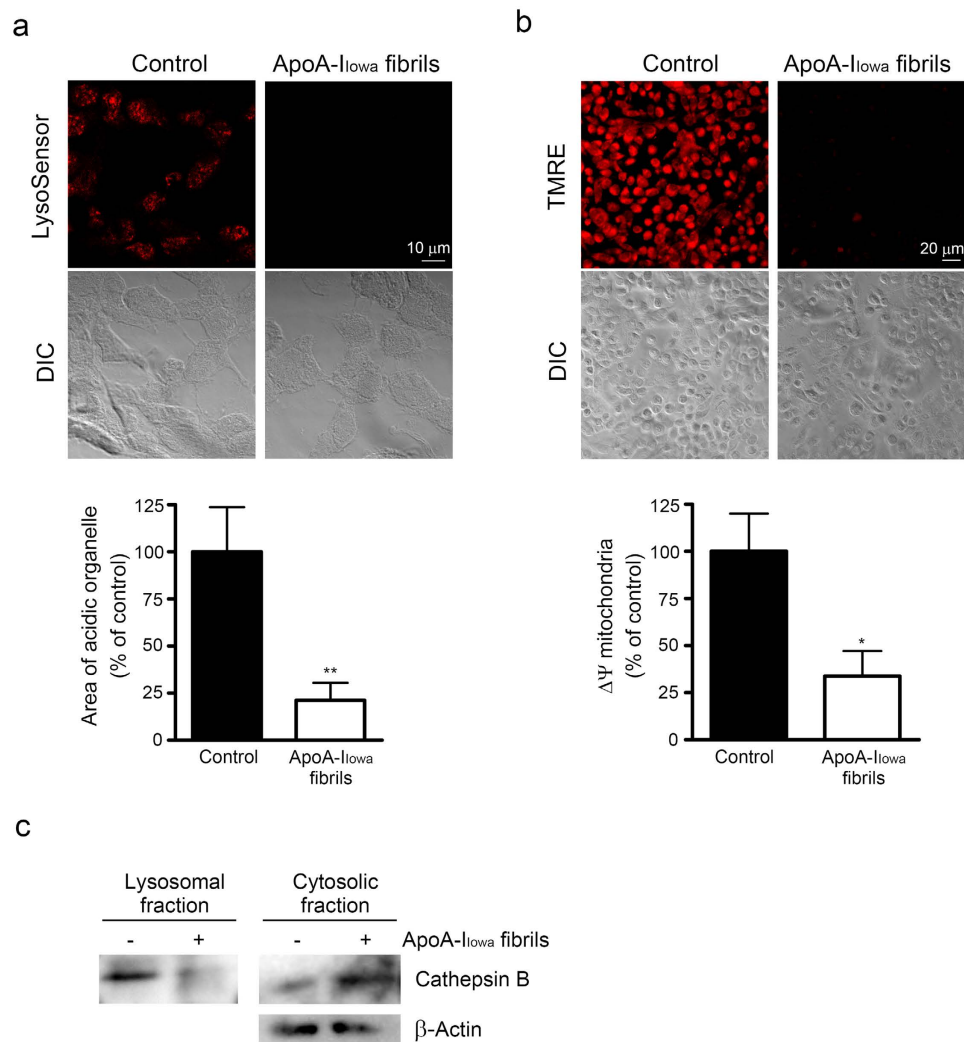 a
Control
ApoA-IIowa fibrils
LysoSensor
10 μm
DIC
Area of acidic organelle
(% of control)
125
100
75
50
25
0
**
Control
ApoA-IIowa
fibrils
b
Control
ApoA-IIowa fibrils
TMRE
20 μm
DIC
ΔΨ mitochondria
(% of control)
125
100
75
50
25
0
*
Control
ApoA-IIowa
fibrils
c
Lysosomal
fraction
Cytosolic
fraction
- + - + ApoA-IIowa fibrils
Cathepsin B
β-Actin